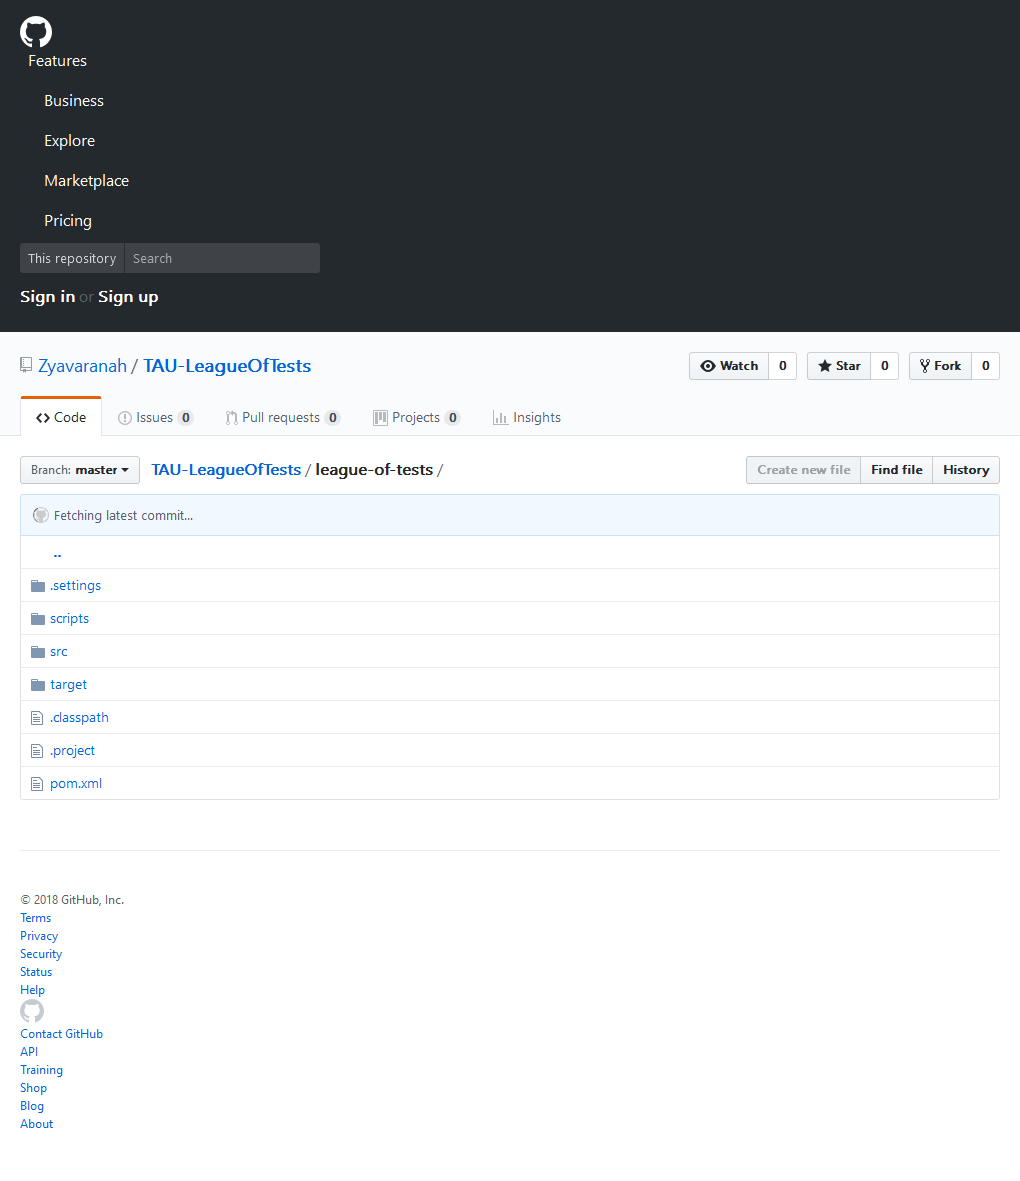 Features
Business
Explore
Marketplace
Pricing
This repository Search
Sign in or Sign up
Zyavaranah / TAU-LeagueOfTests Watch 0 Star 0 Fork 0
Code Issues 0 Pull requests 0 Projects 0 Insights
Branch: master TAU-LeagueOfTests / league-of-tests / Create new file Find file History
Fetching latest commit...
..
.settings
scripts
src
target
.classpath
.project
pom.xml
© 2018 GitHub, Inc.
Terms
Privacy
Security
Status
Help
Contact GitHub
API
Training
Shop
Blog
About